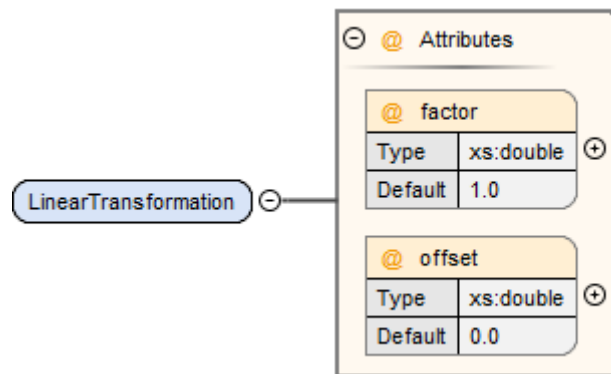 @ Attributes
@ factor
Type xs:double
Default 1.0
LinearTransformation
@ offset
Type xs:double
Default 0.0